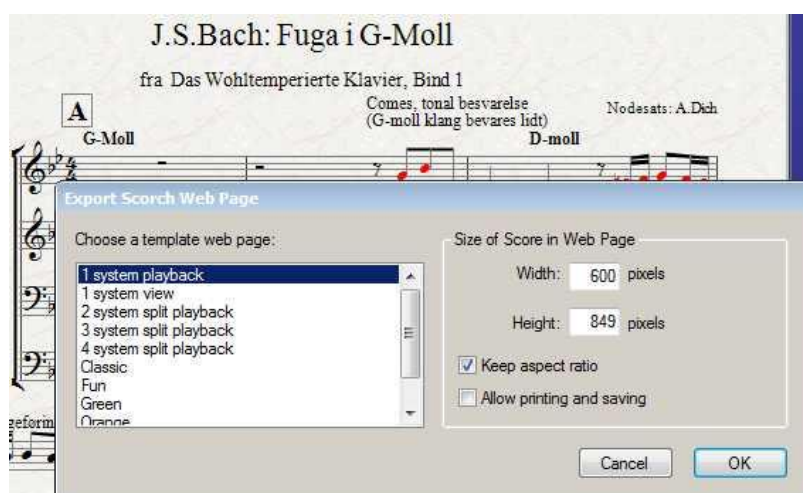 J.S.Bach: Fuga i G-Moll
fra Das Wohltemperierte Klavier, Bind 1
A
Comes, tonal besvarelse
(G-moll klang bevares lidt)
Nodesats: A.Dich
G-Moll
D-moll
Export Scorch Web Page
Choose a template web page:
1 system playback
1 system view
2 system split playback
3 system split playback
4 system split playback
Classic
Fun
Green
Orange
Size of Score in Web Page
Width: 600 pixels
Height: 849 pixels
Keep aspect ratio
Allow printing and saving
Cancel
OK